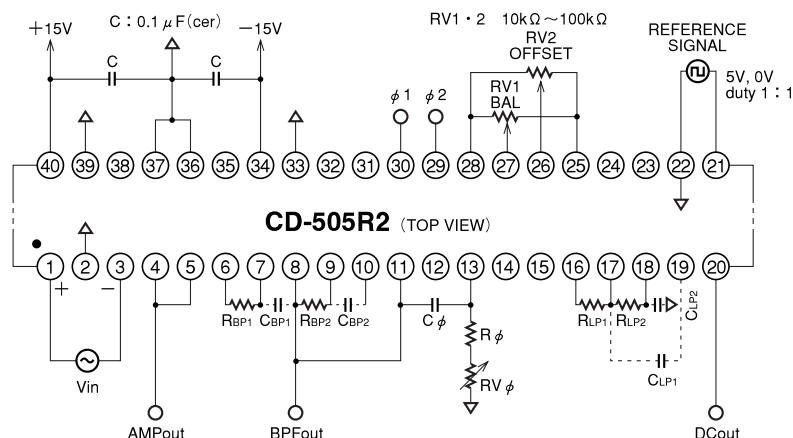 C : 0.1 μF(cer)
RV1・2 10kΩ～100kΩ
+15V
−15V
RV2
OFFSET
REFERENCE
SIGNAL
C
C
RV1
BAL
5V, 0V
duty 1 : 1
φ1
φ2
40 39 38 37 36 35 34 33 32 31 30 29 28 27 26 25 24 23 22 21
CD-505R2 (TOP VIEW)
1 2 3 4 5 6 7 8 9 10 11 12 13 14 15 16 17 18 19 20
+
−
RBP1
CBP1
RBP2
CBP2
Cφ
RLP1
RLP2
CLP2
Rφ
RVφ
CLP1
Vin
AMPout
BPFout
DCout